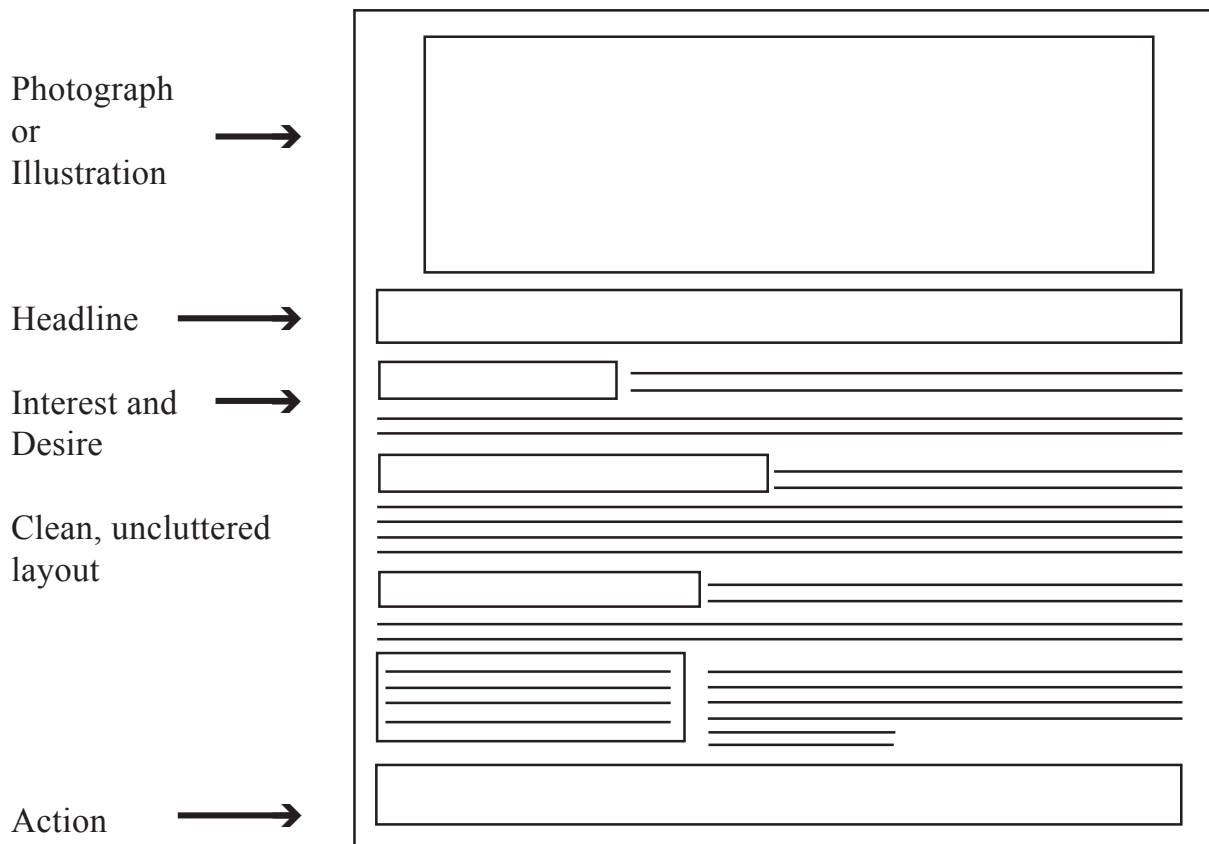 Photograph
or
Illustration
Headline
Interest and
Desire
Clean, uncluttered
layout
Action